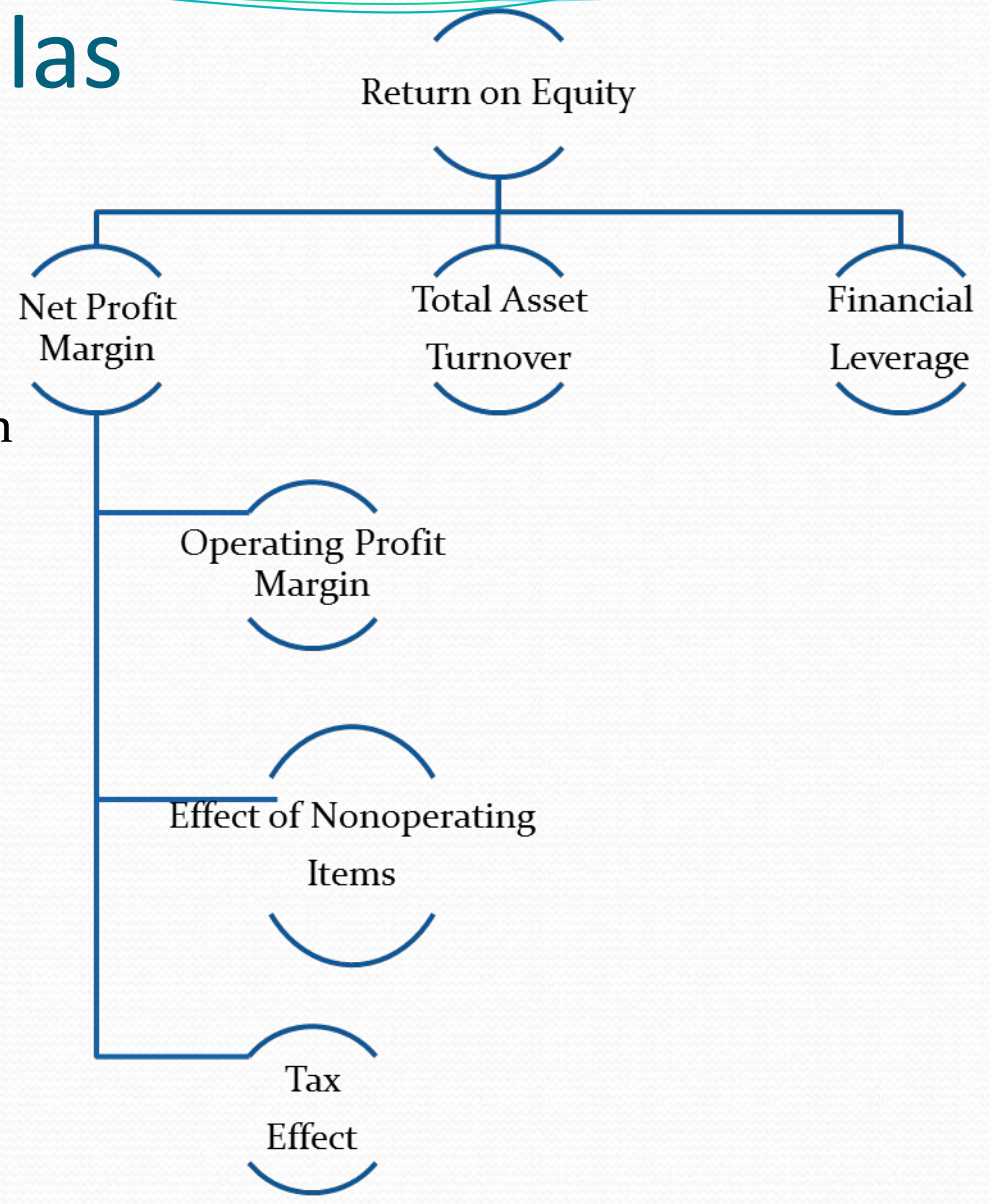 las
Return on Equity
Net Profit
Margin
Total Asset
Turnover
Financial
Leverage
n
Operating Profit
Margin
Effect of Nonoperating
Items
Tax
Effect